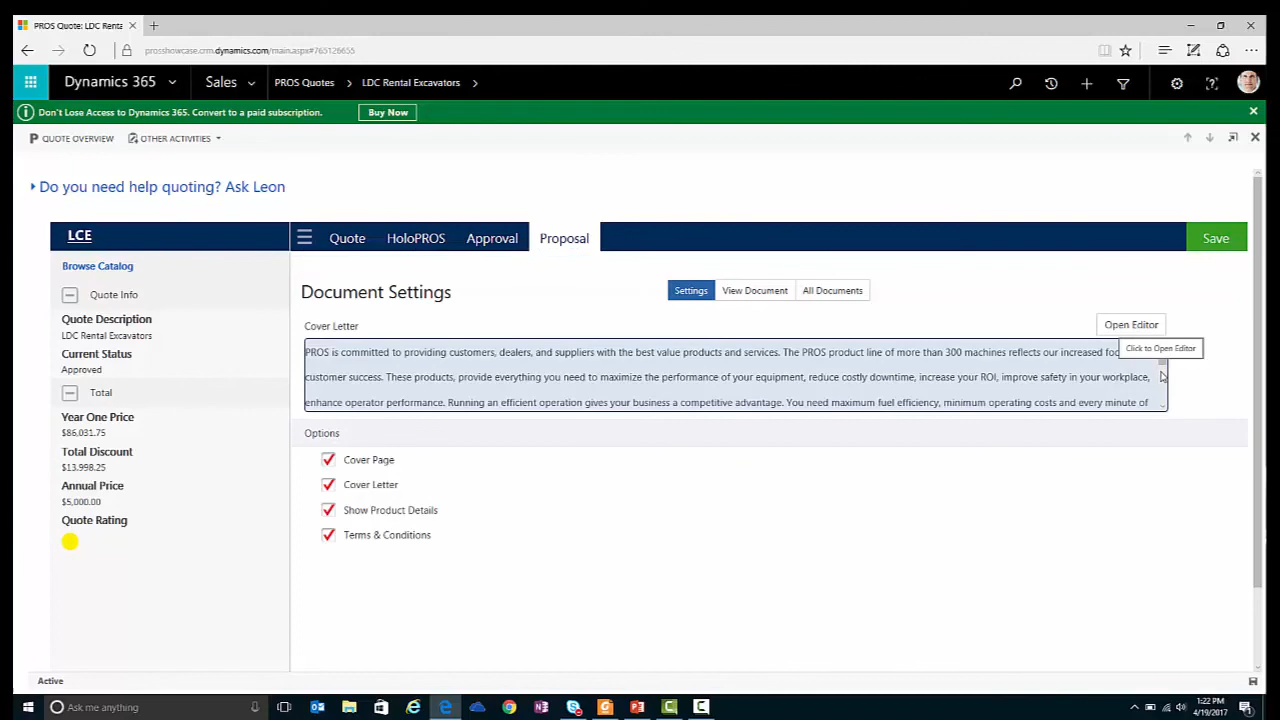 PROS Quote: LDC Renta
prosshowcase.crm.dynamics.com/main.aspx#765126655
Dynamics 365
Sales
PROS Quotes
LDC Rental Excavators
Don't Lose Access to Dynamics 365. Convert to a paid subscription.
Buy Now
QUOTE OVERVIEW
OTHER ACTIVITIES
Do you need help quoting? Ask Leon
LCE
Quote
HoloPROS
Approval
Proposal
Save
Browse Catalog
Quote Info
Quote Description
LDC Rental Excavators
Current Status
Approved
Total
Year One Price
$86,031.75
Total Discount
$13,998.25
Annual Price
$5,000.00
Quote Rating
Document Settings
Settings
View Document
All Documents
Cover Letter
Open Editor
Click to Open Editor
PROS is committed to providing customers, dealers, and suppliers with the best value products and services. The PROS product line of more than 300 machines reflects our increased foc
customer success. These products, provide everything you need to maximize the performance of your equipment, reduce costly downtime, increase your ROI, improve safety in your workplace,
enhance operator performance. Running an efficient operation gives your business a competitive advantage. You need maximum fuel efficiency, minimum operating costs and every minute of
Options
Cover Page
Cover Letter
Show Product Details
Terms & Conditions
Active
Ask me anything
1:22 PM
4/19/2017